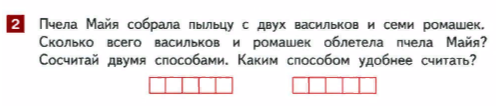 2 Пчела Майя собрала пыльцу с двух васильков и семи ромашек.
Сколько всего васильков и ромашек облетела пчела Майя?
Сосчитай двумя способами. Каким способом удобнее считать?